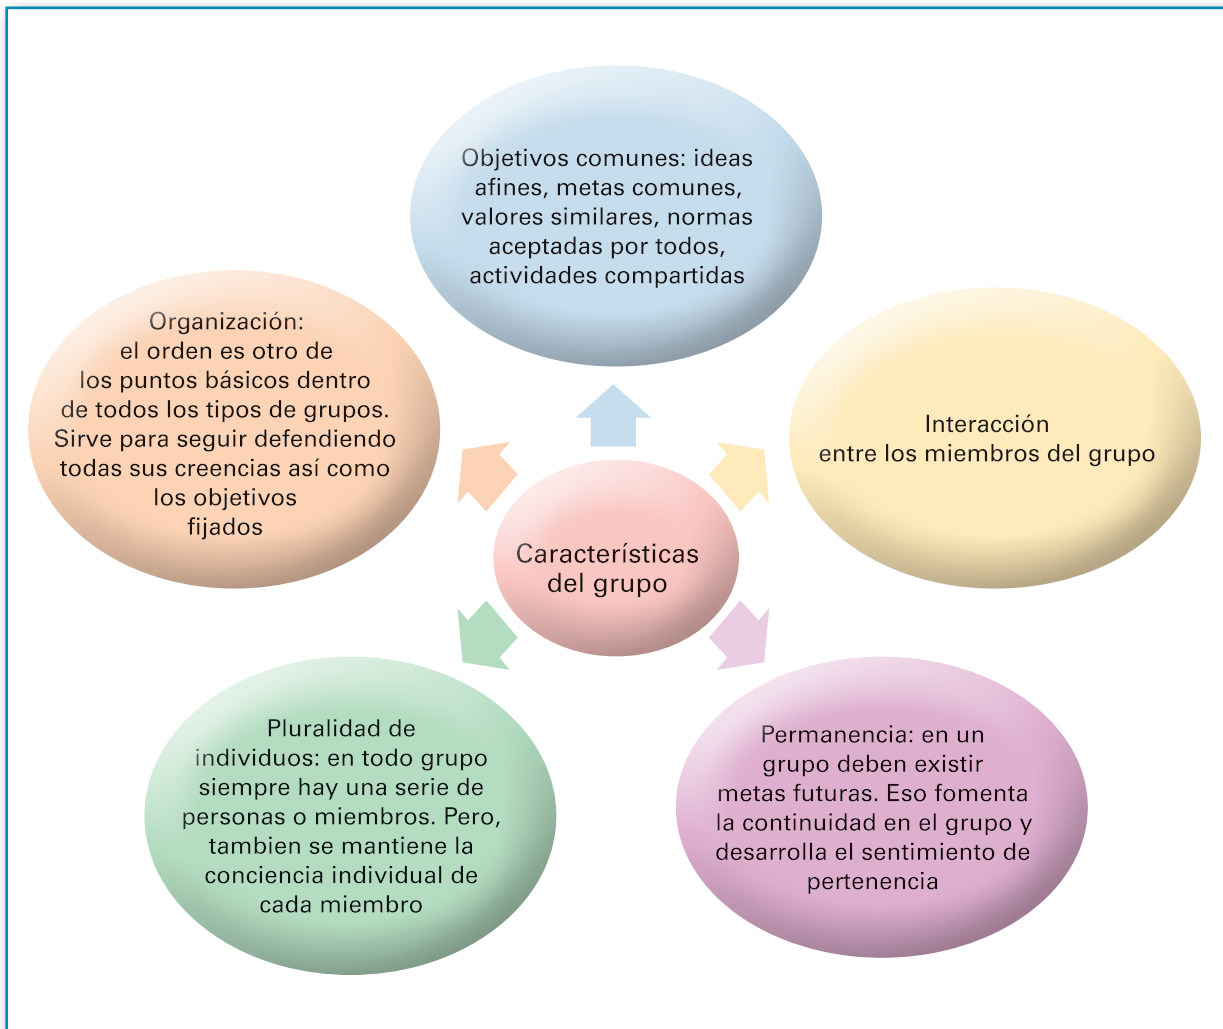 Objetivos comunes: ideas
afines, metas comunes,
valores similares, normas
aceptadas por todos,
actividades compartidas
Organización:
el orden es otro de
los puntos básicos dentro
de todos los tipos de grupos.
Sirve para seguir defendiendo
todas sus creencias así como
los objetivos
fijados
Interacción
entre los miembros del grupo
Característícas
del grupo
Pluralidad de
individuos: en todo grupo
siempre hay una serie de
personas o miembros. Pero,
tambien se mantiene la
conciencia individual de
cada miembro
Permanencia: en un
grupo deben existir
metas futuras. Eso fomenta
la continuidad en el grupo y
desarrolla el sentimiento de
pertenencia